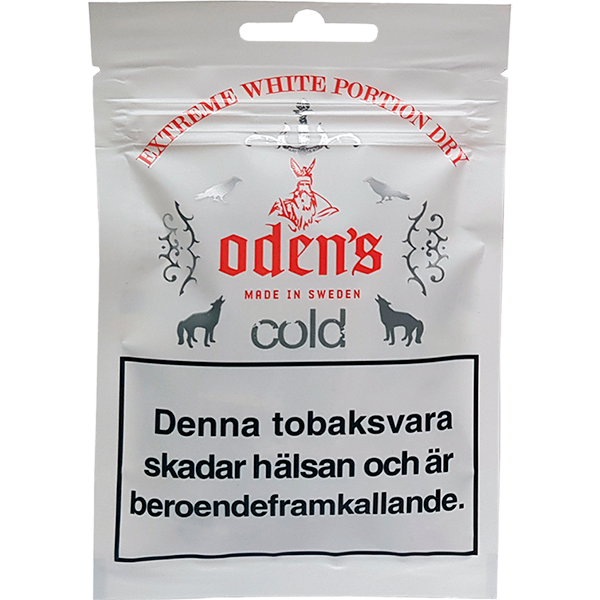 EXTREME WHITE PORTION DRY
oden's
MADE IN SWEDEN
cold
Denna tobaksvara
skadar hälsan och är
beroendeframkallande.